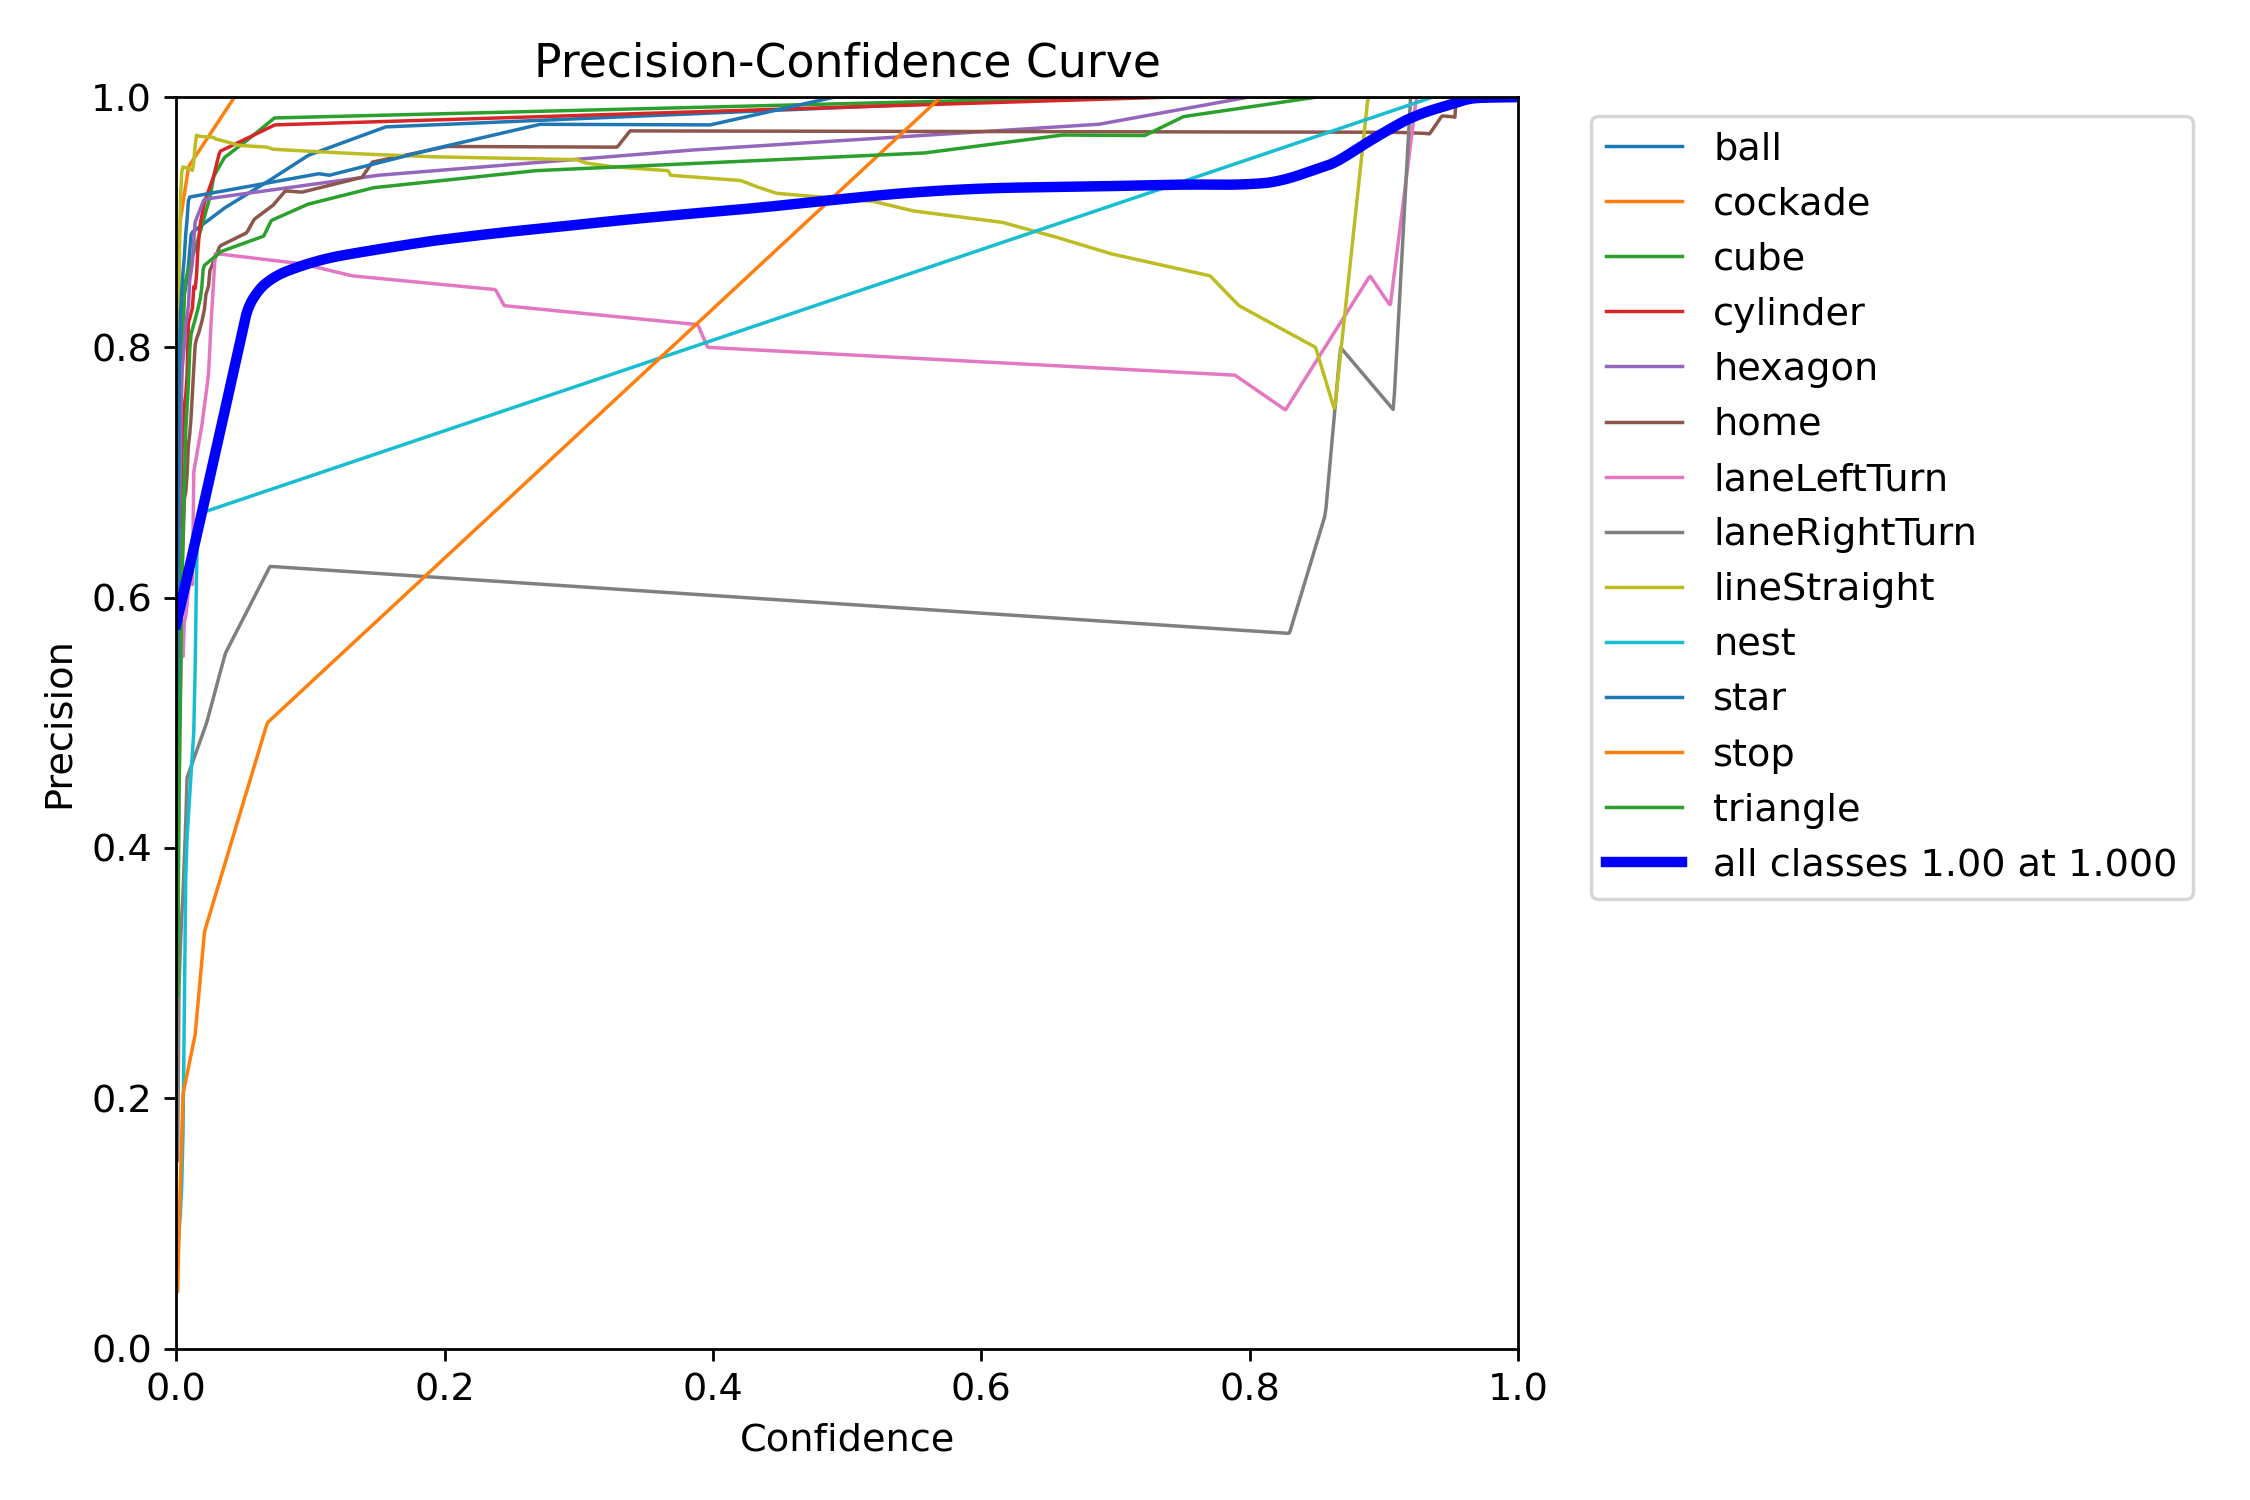 Precision-Confidence Curve
1.0
0.8
0.6
0.4
0.2
0.0
Precision
0.0 0.2 0.4 0.6 0.8 1.0
Confidence
ball
cockade
cube
cylinder
hexagon
home
laneLeftTurn
laneRightTurn
lineStraight
nest
star
stop
triangle
all classes 1.00 at 1.000